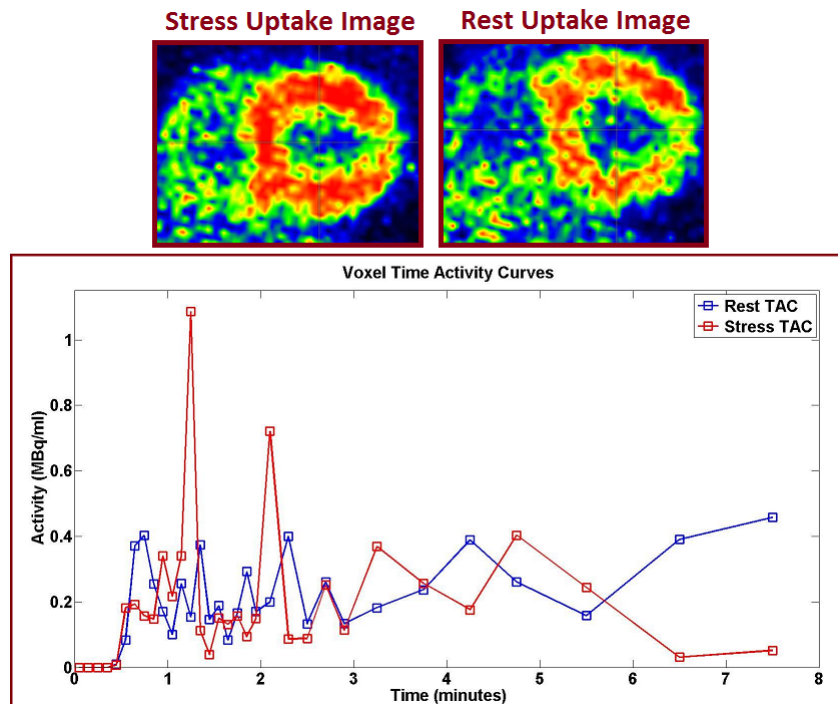 Stress Uptake Image
Rest Uptake Image
Voxel Time Activity Curves
Rest TAC
Stress TAC
1
0.8
0.6
0.4
0.2
0
Activity (MBq/ml)
0 1 2 3 4 5 6 7 8
Time (minutes)